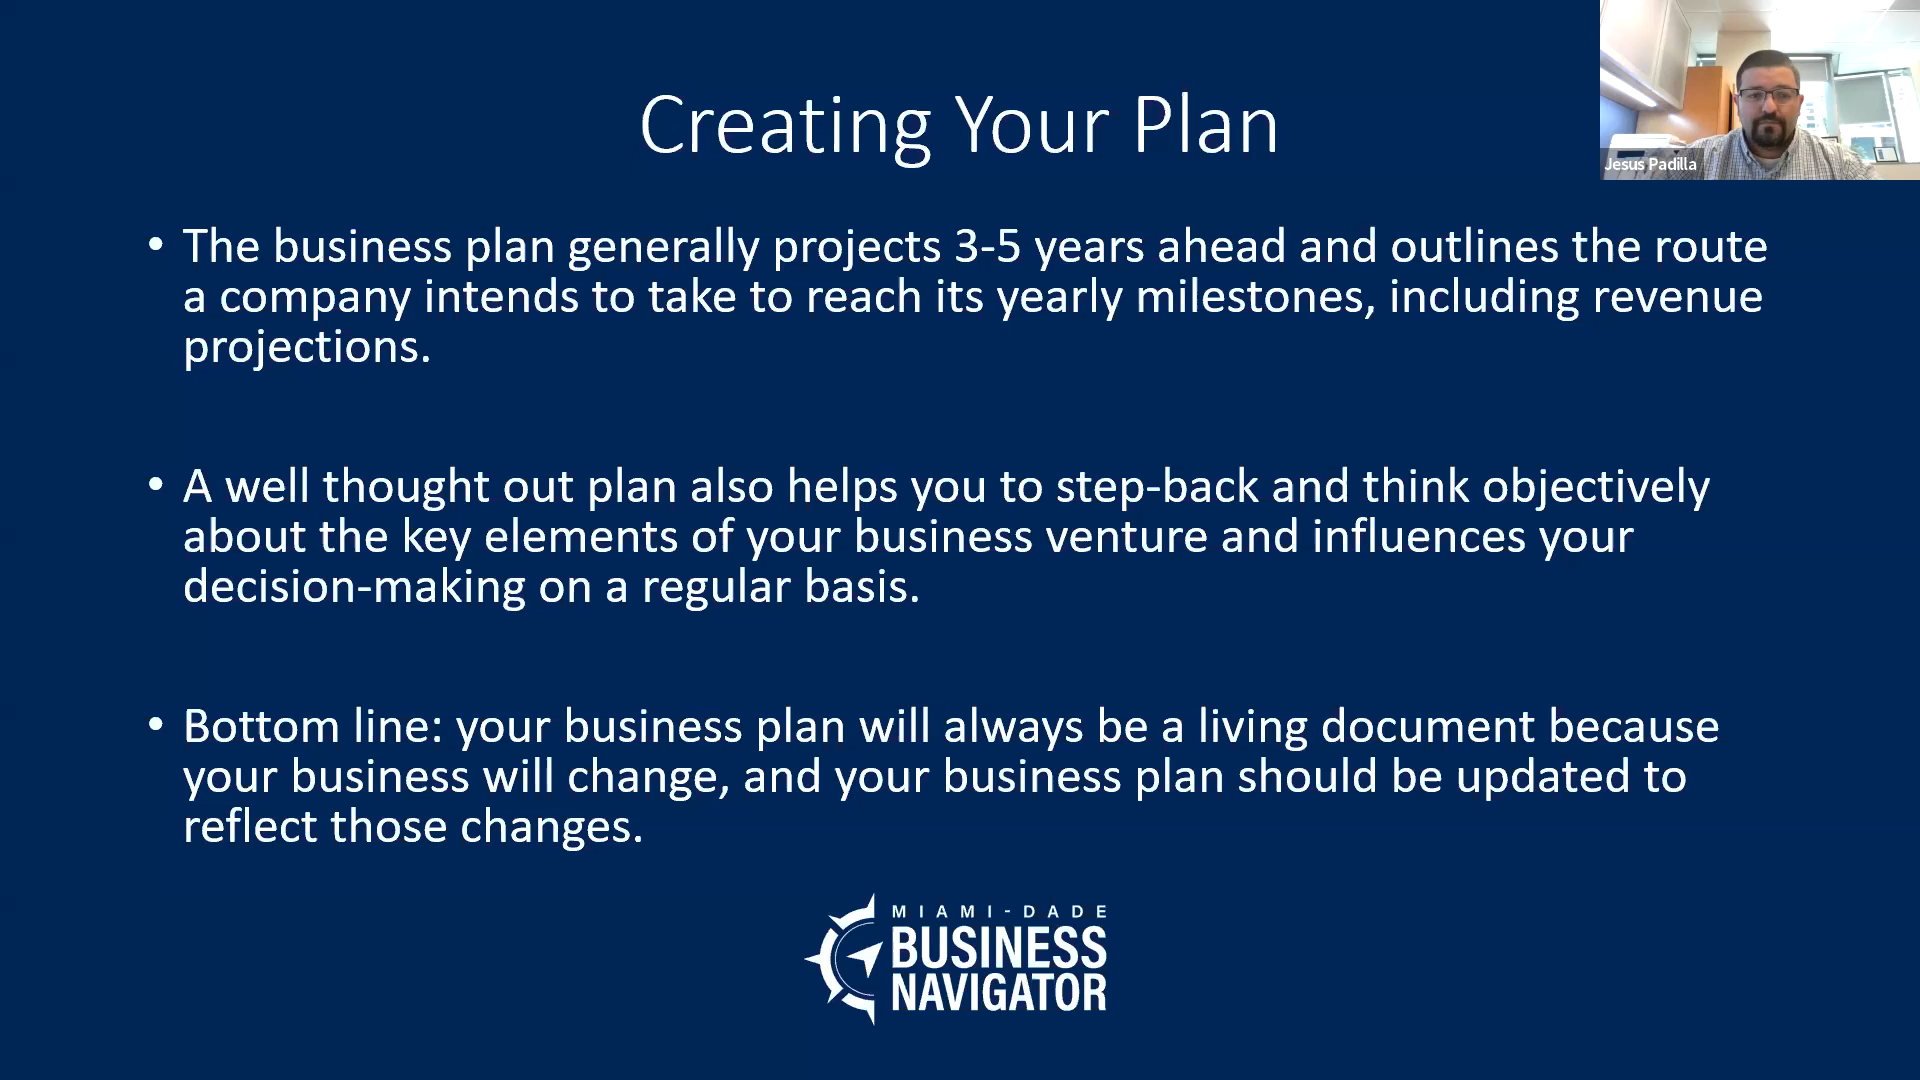 Creating Your Plan
Jesus Padilla
• The business plan generally projects 3-5 years ahead and outlines the route
a company intends to take to reach its yearly milestones, including revenue
projections.
• A well thought out plan also helps you to step-back and think objectively
about the key elements of your business venture and influences your
decision-making on a regular basis.
• Bottom line: your business plan will always be a living document because
your business will change, and your business plan should be updated to
reflect those changes.
MIAMI-DADE
BUSINESS
NAVIGATOR